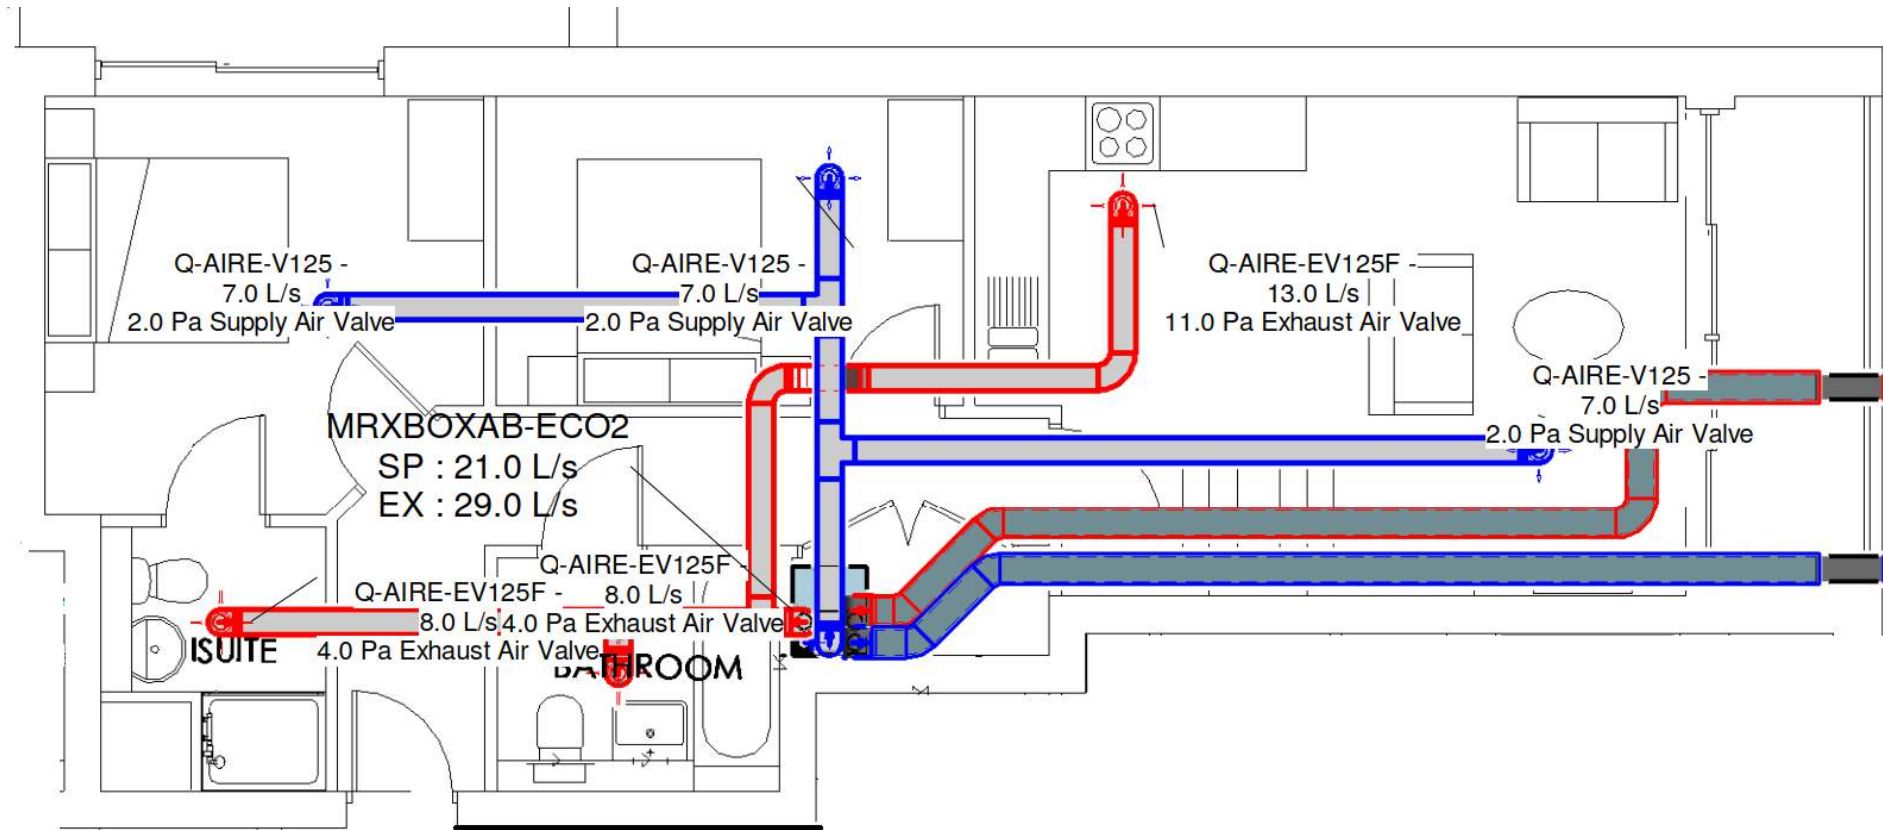 Q-AIRE-V125 -
7.0 L/s
2.0 Pa Supply Air Valve
Q-AIRE-V125 -
7.0 L/s
2.0 Pa Supply Air Valve
Q-AIRE-EV125F -
13.0 L/s
11.0 Pa Exhaust Air Valve
Q-AIRE-V125 -
7.0 L/s
2.0 Pa Supply Air Valve
MRXBOXAB-ECO2
SP : 21.0 L/s
EX : 29.0 L/s
Q-AIRE-EV125F -
8.0 L/s
4.0 Pa Exhaust Air Valve
Q-AIRE-EV125F -
8.0 L/s
4.0 Pa Exhaust Air Valve
ISUITE
BATHROOM